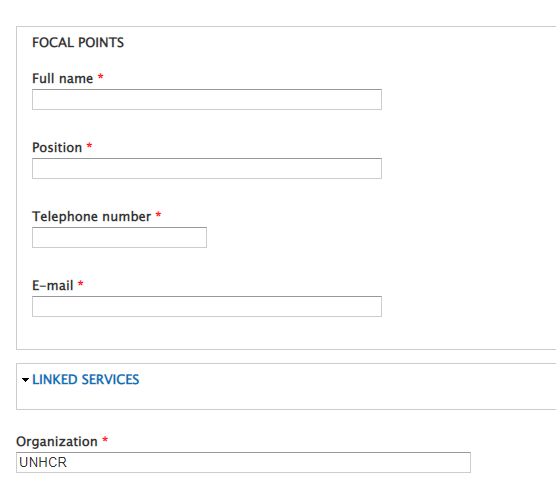 FOCAL POINTS
Full name *
Position *
Telephone number *
E-mail *
LINKED SERVICES
Organization *
UNHCR